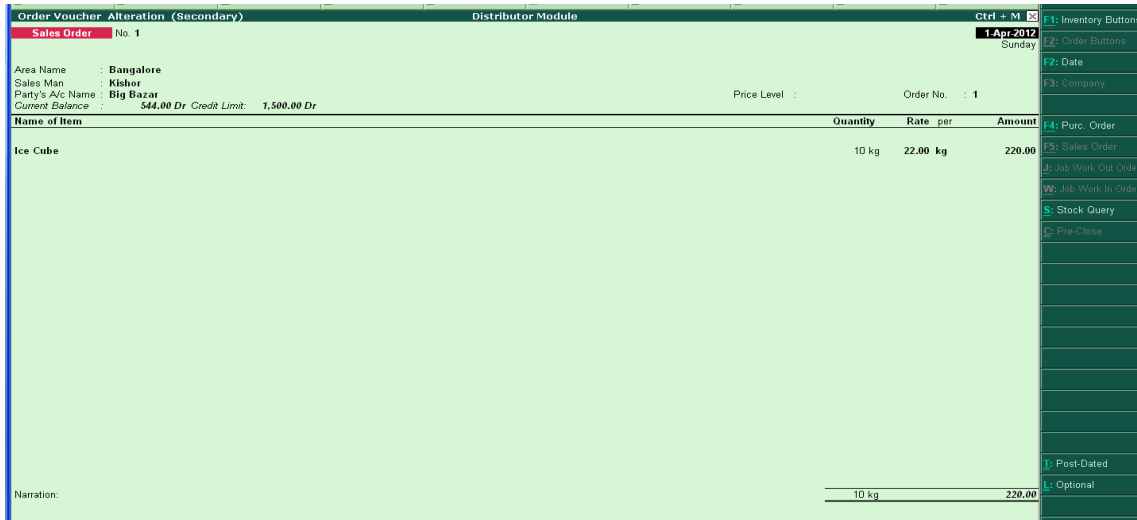 Order Voucher Alteration (Secondary) Distributor Module Ctrl + M
Sales Order No. 1 1-Apr-2012
Sunday
Area Name : Bangalore
Sales Man : Kishor
Party's A/c Name : Big Bazar Price Level : Order No. : 1
Current Balance : 544.00 Dr Credit Limit: 1,500.00 Dr
Name of Item Quantity Rate per Amount
Ice Cube 10 kg 22.00 kg 220.00
Narration: 10 kg 220.00
F1: Inventory Buttons
F2: Order Buttons
F2: Date
F3: Company
F4: Purc. Order
F5: Sales Order
J: Job Work Out Orde
W: Job Work In Orde
S: Stock Query
C: Pre-Close
T: Post-Dated
L: Optional